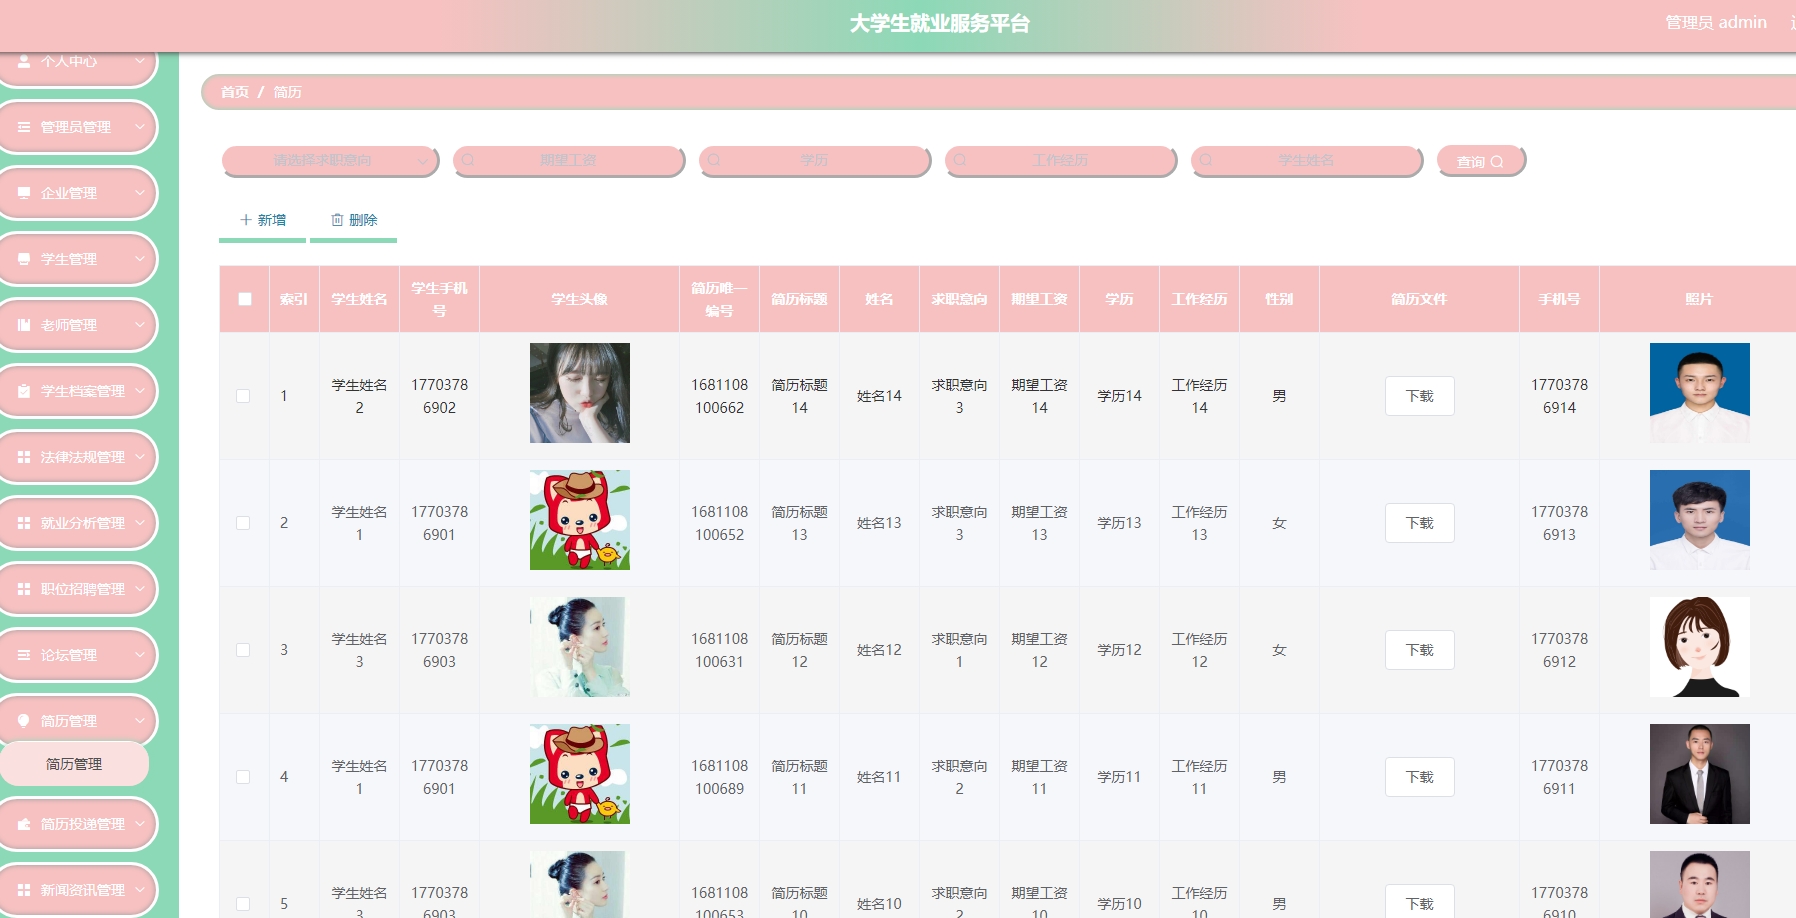 大学生就业服务平台
管理员 admin
个人中心
管理员管理
企业管理
学生管理
老师管理
学生档案管理
法律法规管理
就业分析管理
职位招聘管理
论坛管理
简历管理
简历管理
简历投递管理
新闻资讯管理
首页 / 简历
请选择求职意向 期望工资 学历 工作经历 学生姓名 查询
新增 删除
索引 学生姓名 学生手机号 学生头像 简历唯一编号 简历标题 姓名 求职意向 期望工资 学历 工作经历 性别 简历文件 手机号 照片
1 学生姓名2 17703786902 1681108100662 简历标题14 姓名14 求职意向3 期望工资14 学历14 工作经历14 男 下载 17703786914
2 学生姓名1 17703786901 1681108100652 简历标题13 姓名13 求职意向3 期望工资13 学历13 工作经历13 女 下载 17703786913
3 学生姓名3 17703786903 1681108100631 简历标题12 姓名12 求职意向1 期望工资12 学历12 工作经历12 女 下载 17703786912
4 学生姓名1 17703786901 1681108100689 简历标题11 姓名11 求职意向2 期望工资11 学历11 工作经历11 男 下载 17703786911
5 学生姓名3 17703786903 1681108100653 简历标题10 姓名10 求职意向2 期望工资10 学历10 工作经历10 男 下载 17703786910